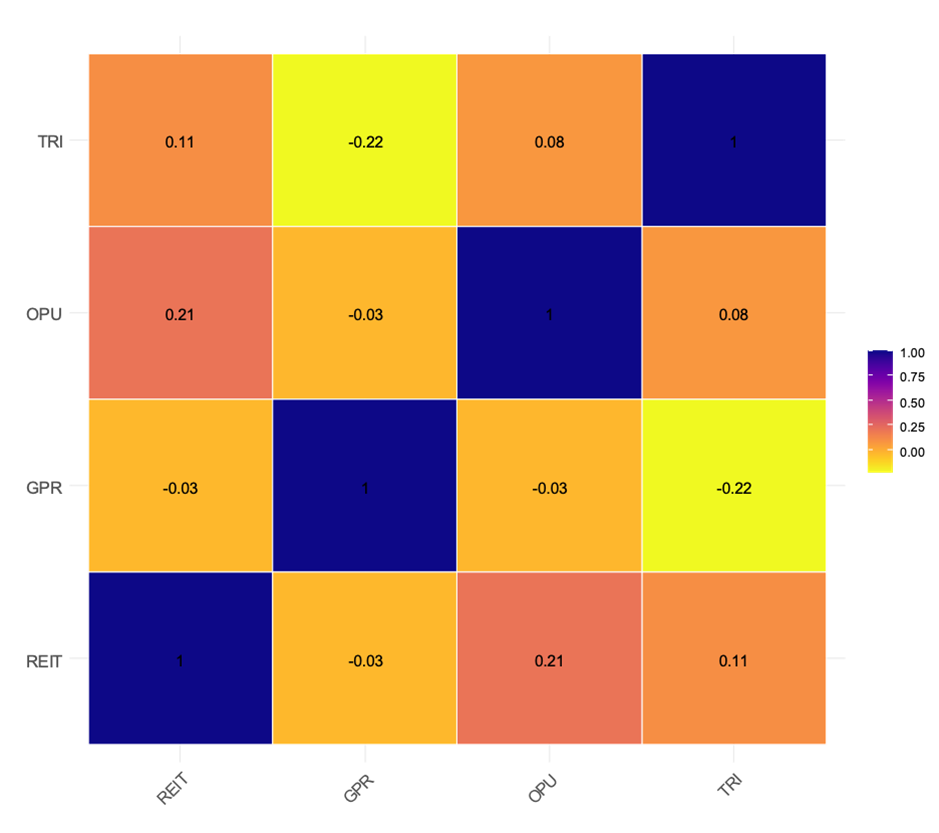 TRI 0.11 -0.22 0.08 1
OPU 0.21 -0.03 1 0.08
GPR -0.03 1 -0.03 -0.22
REIT 1 -0.03 0.21 0.11
REIT GPR OPU TRI
1.00
0.75
0.50
0.25
0.00